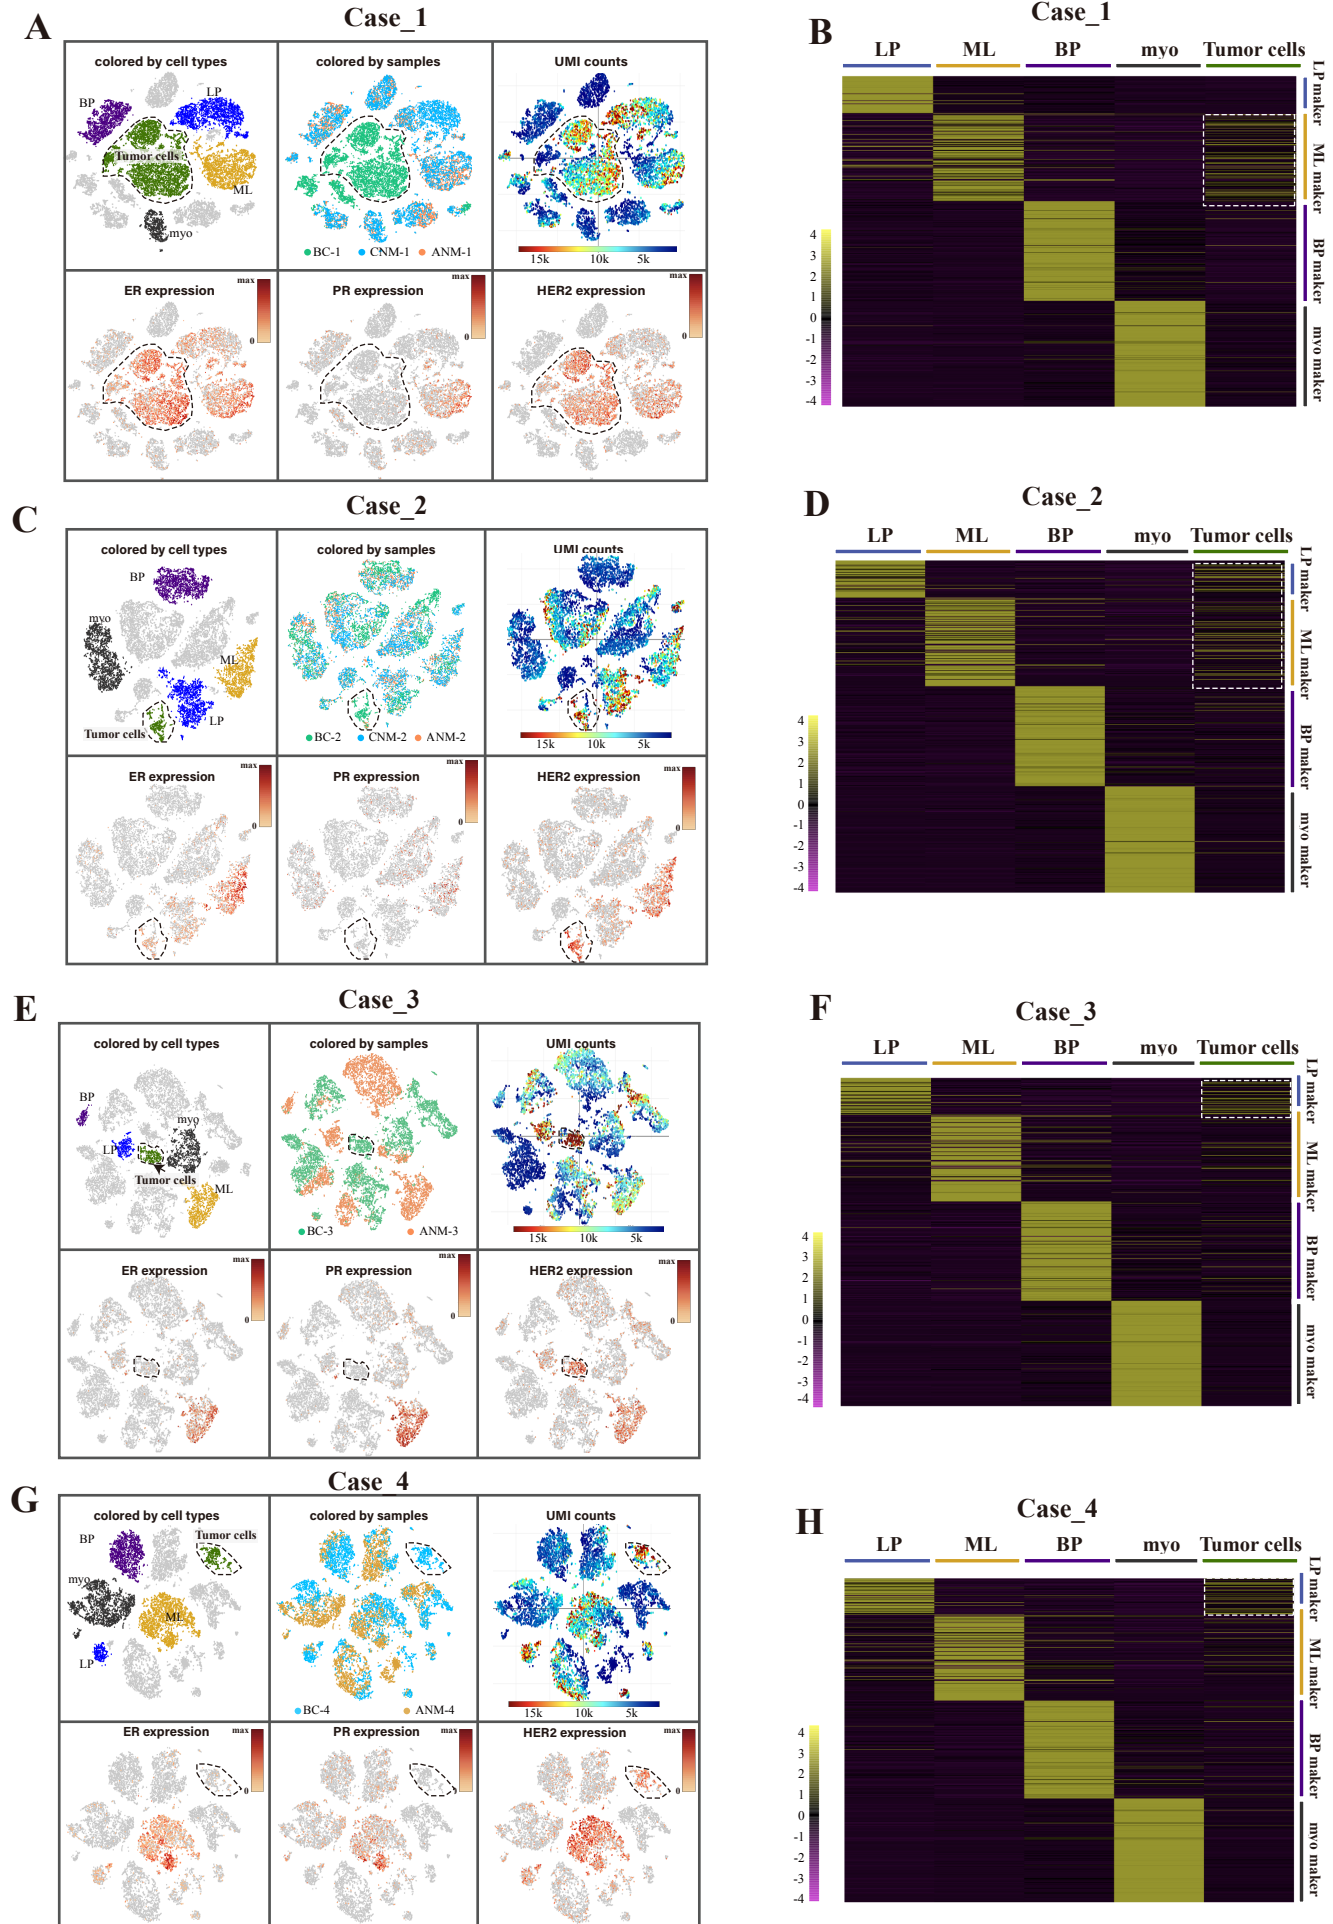 Case_1
A
colored by cell types
colored by samples
UMI counts
BP
LP
Tumor cells
ML
myo
BC-1
CNM-1
ANM-1
15k
10k
5k
ER expression
max
0
PR expression
max
0
HER2 expression
max
0
Case_1
B
LP
ML
BP
myo
Tumor cells
LP maker
ML maker
BP maker
myo maker
4
3
2
1
0
-1
-2
-3
-4
Case_2
C
colored by cell types
colored by samples
UMI counts
BP
myo
ML
LP
Tumor cells
BC-2
CNM-2
ANM-2
15k
10k
5k
ER expression
max
0
PR expression
max
0
HER2 expression
max
0
Case_2
D
LP
ML
BP
myo
Tumor cells
LP maker
ML maker
BP maker
myo maker
4
3
2
1
0
-1
-2
-3
-4
Case_3
E
colored by cell types
colored by samples
UMI counts
BP
myo
LP
Tumor cells
ML
BC-3
ANM-3
15k
10k
5k
ER expression
max
0
PR expression
max
0
HER2 expression
max
0
Case_3
F
LP
ML
BP
myo
Tumor cells
LP maker
ML maker
BP maker
myo maker
4
3
2
1
0
-1
-2
-3
-4
Case_4
G
colored by cell types
colored by samples
UMI counts
BP
Tumor cells
myo
ML
LP
BC-4
ANM-4
15k
10k
5k
ER expression
max
0
PR expression
max
0
HER2 expression
max
0
Case_4
H
LP
ML
BP
myo
Tumor cells
LP maker
ML maker
BP maker
myo maker
4
3
2
1
0
-1
-2
-3
-4